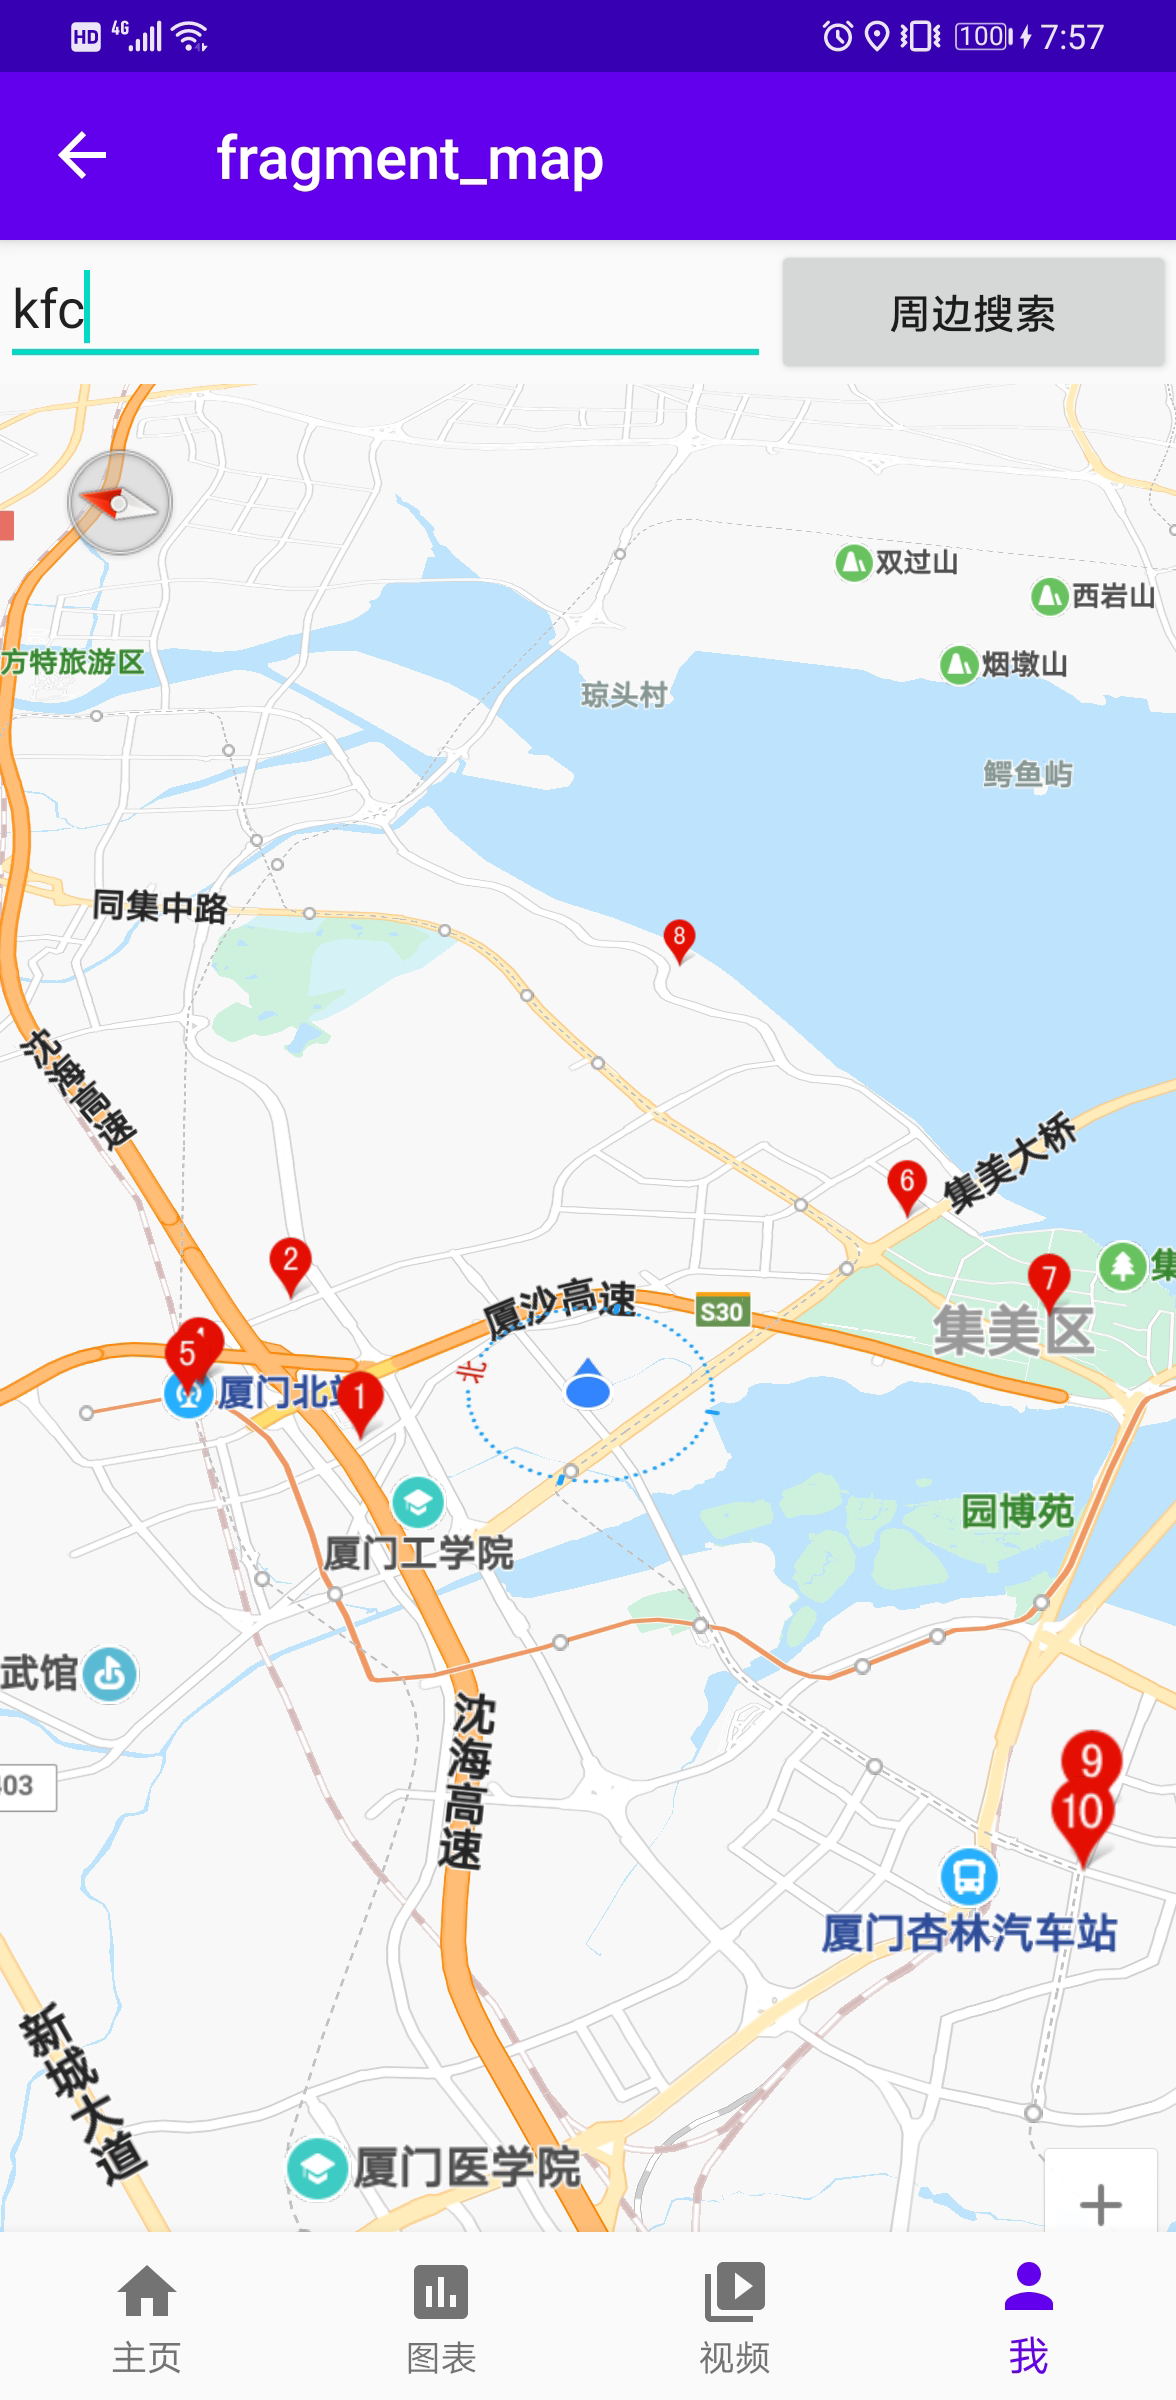 HD 4G 100 7:57
fragment_map
kfc
周边搜索
双过山
西岩山
方特旅游区
烟墩山
琼头村
鳄鱼屿
同集中路
8
沈海高速
集美大桥
6
2
7
集
厦沙高速
S30
集美区
5
北
厦门北
1
园博苑
厦门工学院
武馆
沈海高速
9
403
10
厦门杏林汽车站
新城大道
厦门医学院
主页
图表
视频
我